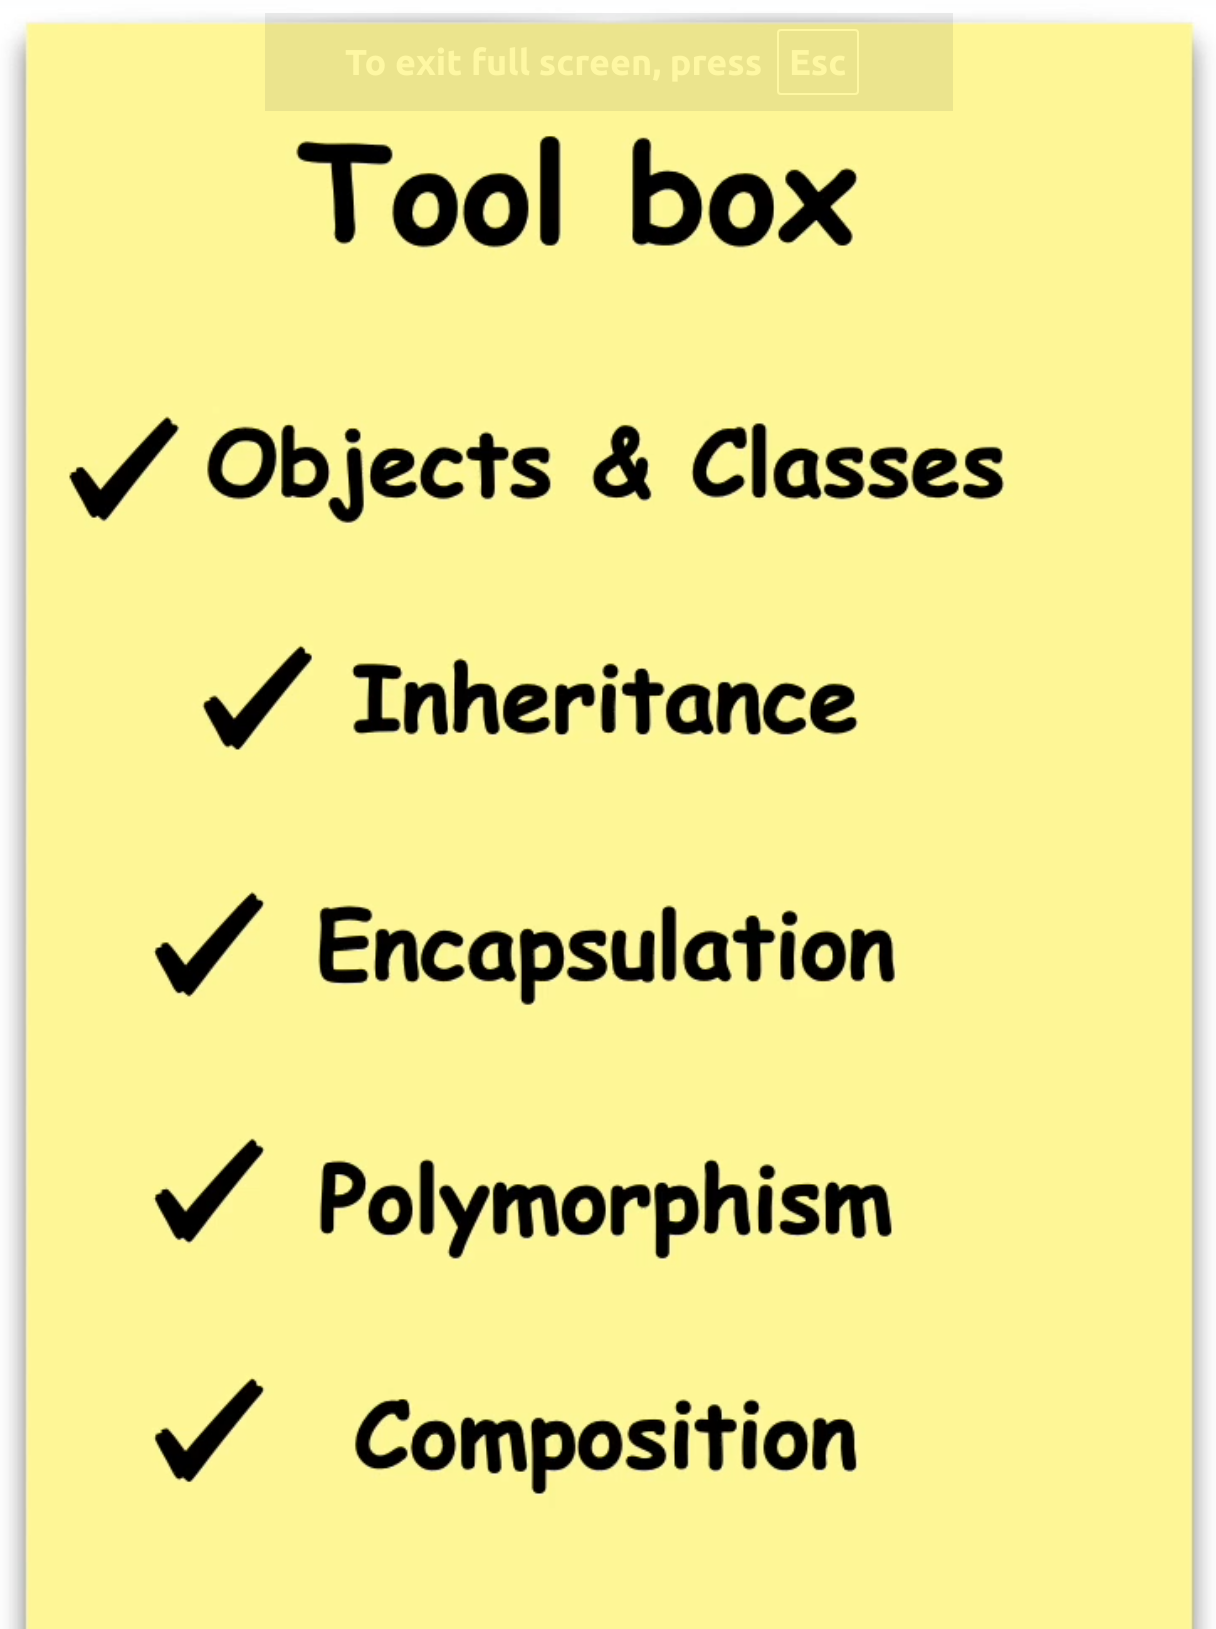 To exit full screen, press Esc
Tool box
Objects & Classes
Inheritance
Encapsulation
Polymorphism
Composition